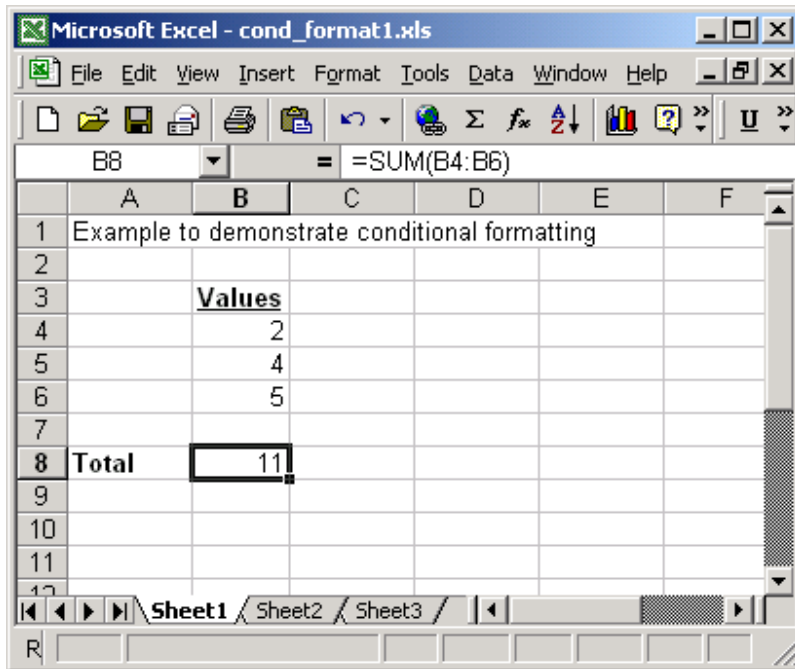 Microsoft Excel - cond_format1.xls
File Edit View Insert Format Tools Data Window Help
Σ fx A Z ? » U »
B8 = =SUM(B4:B6)
A B C D E F
1 Example to demonstrate conditional formatting
2
3 Values
4 2
5 4
6 5
7
8 Total 11
9
10
11
12
Sheet1 Sheet2 Sheet3
R